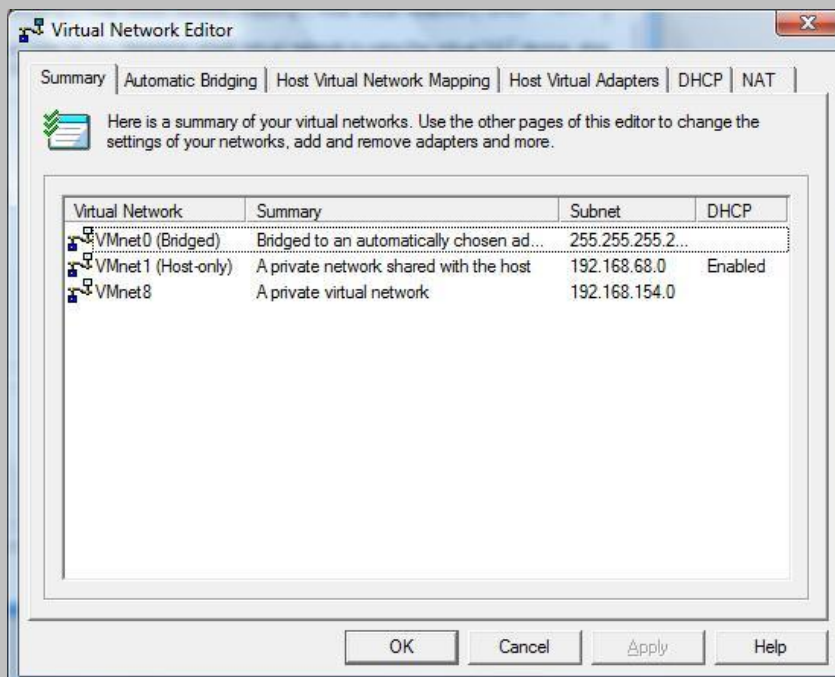 Virtual Network Editor
Summary Automatic Bridging Host Virtual Network Mapping Host Virtual Adapters DHCP NAT
Here is a summary of your virtual networks. Use the other pages of this editor to change the
settings of your networks, add and remove adapters and more.
Virtual Network Summary Subnet DHCP
VMnet0 (Bridged) Bridged to an automatically chosen ad... 255.255.255.2...
VMnet1 (Host-only) A private network shared with the host 192.168.68.0 Enabled
VMnet8 A private virtual network 192.168.154.0
OK Cancel Apply Help